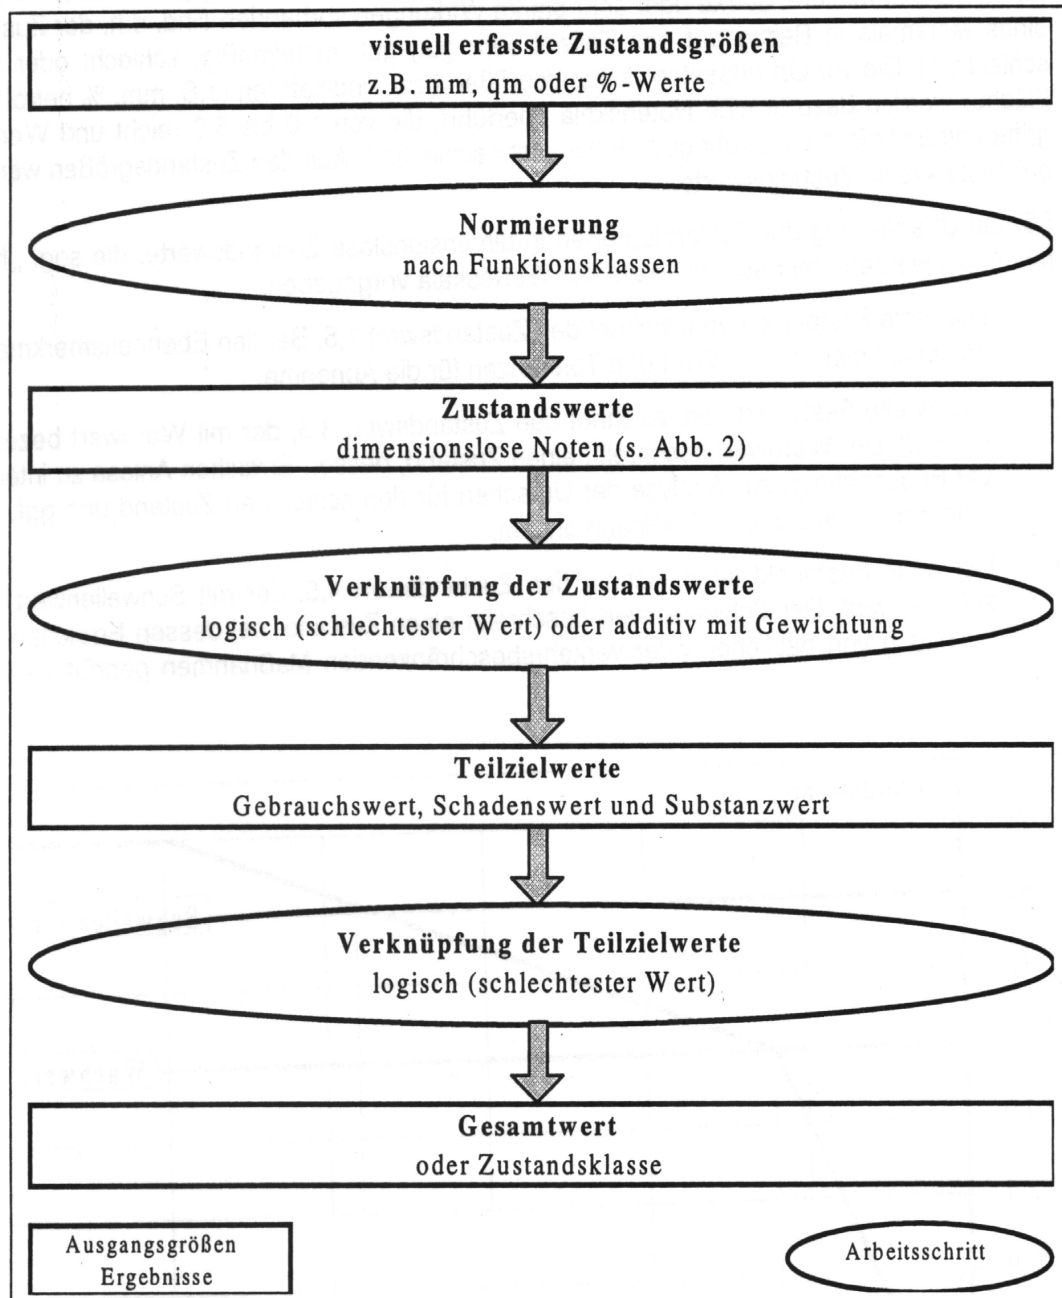 visuell erfasste Zustandsgrößen
z.B. mm, qm oder %-Werte
Normierung
nach Funktionsklassen
Zustandswerte
dimensionslose Noten (s. Abb. 2)
Verknüpfung der Zustandswerte
logisch (schlechtester Wert) oder additiv mit Gewichtung
Teilzielwerte
Gebrauchswert, Schadenswert und Substanzwert
Verknüpfung der Teilzielwerte
logisch (schlechtester Wert)
Gesamtwert
oder Zustandsklasse
Ausgangsgrößen
Ergebnisse
Arbeitsschritt